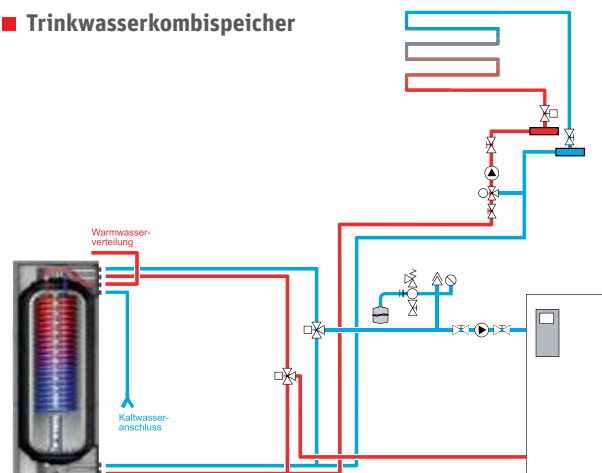 Trinkwasserkombispeicher
Warmwasser-
verteilung
Kaltwasser-
anschluss